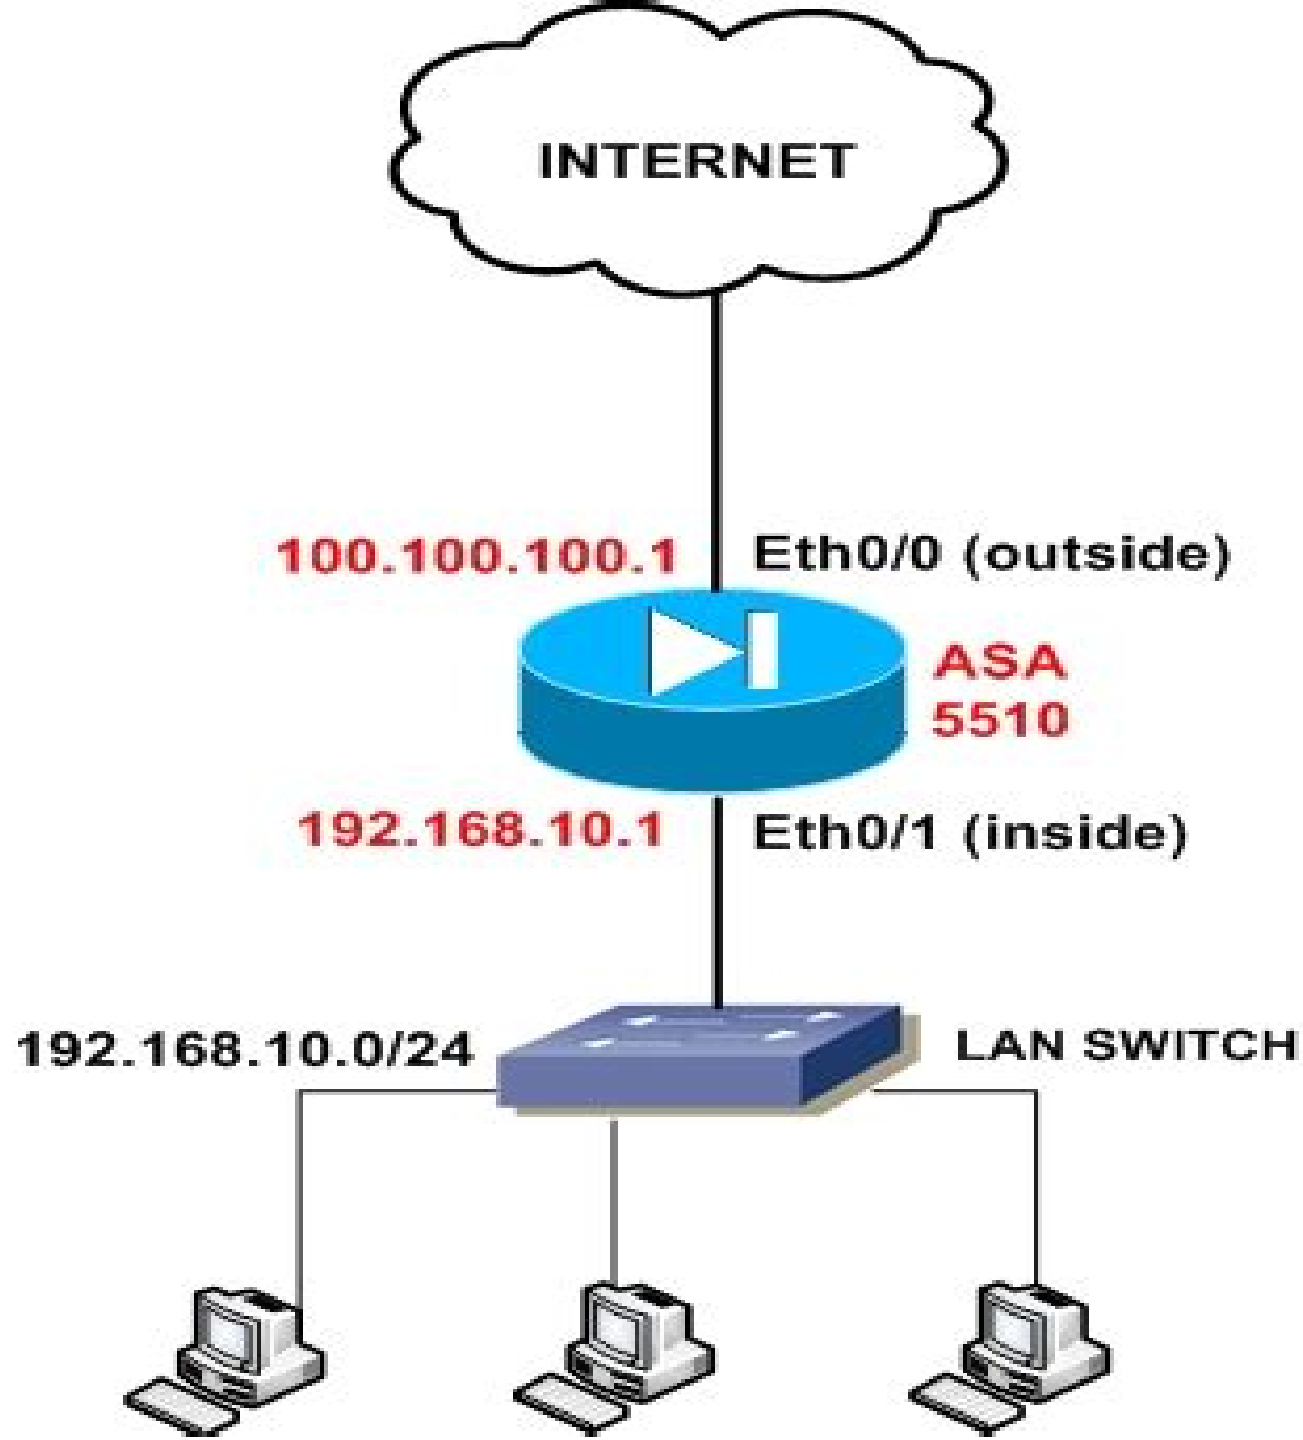 INTERNET
100.100.100.1 Eth0/0 (outside)
ASA
5510
192.168.10.1 Eth0/1 (inside)
192.168.10.0/24 LAN SWITCH